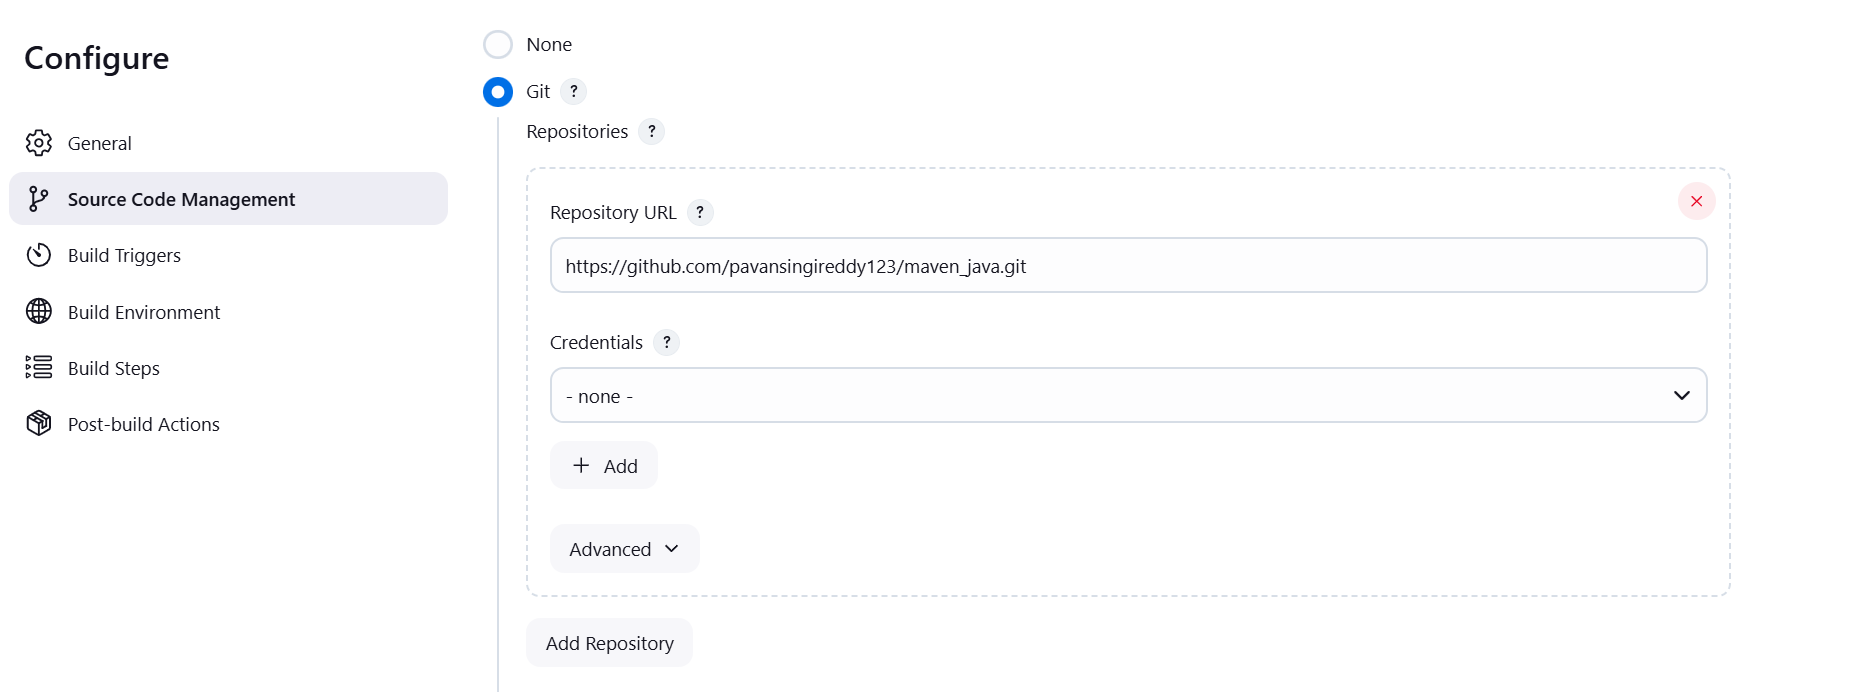 Configure
General
Source Code Management
Build Triggers
Build Environment
Build Steps
Post-build Actions
None
Git ?
Repositories ?
Repository URL ?
https://github.com/pavansingireddy123/maven_java.git
Credentials ?
- none -
+ Add
Advanced
Add Repository